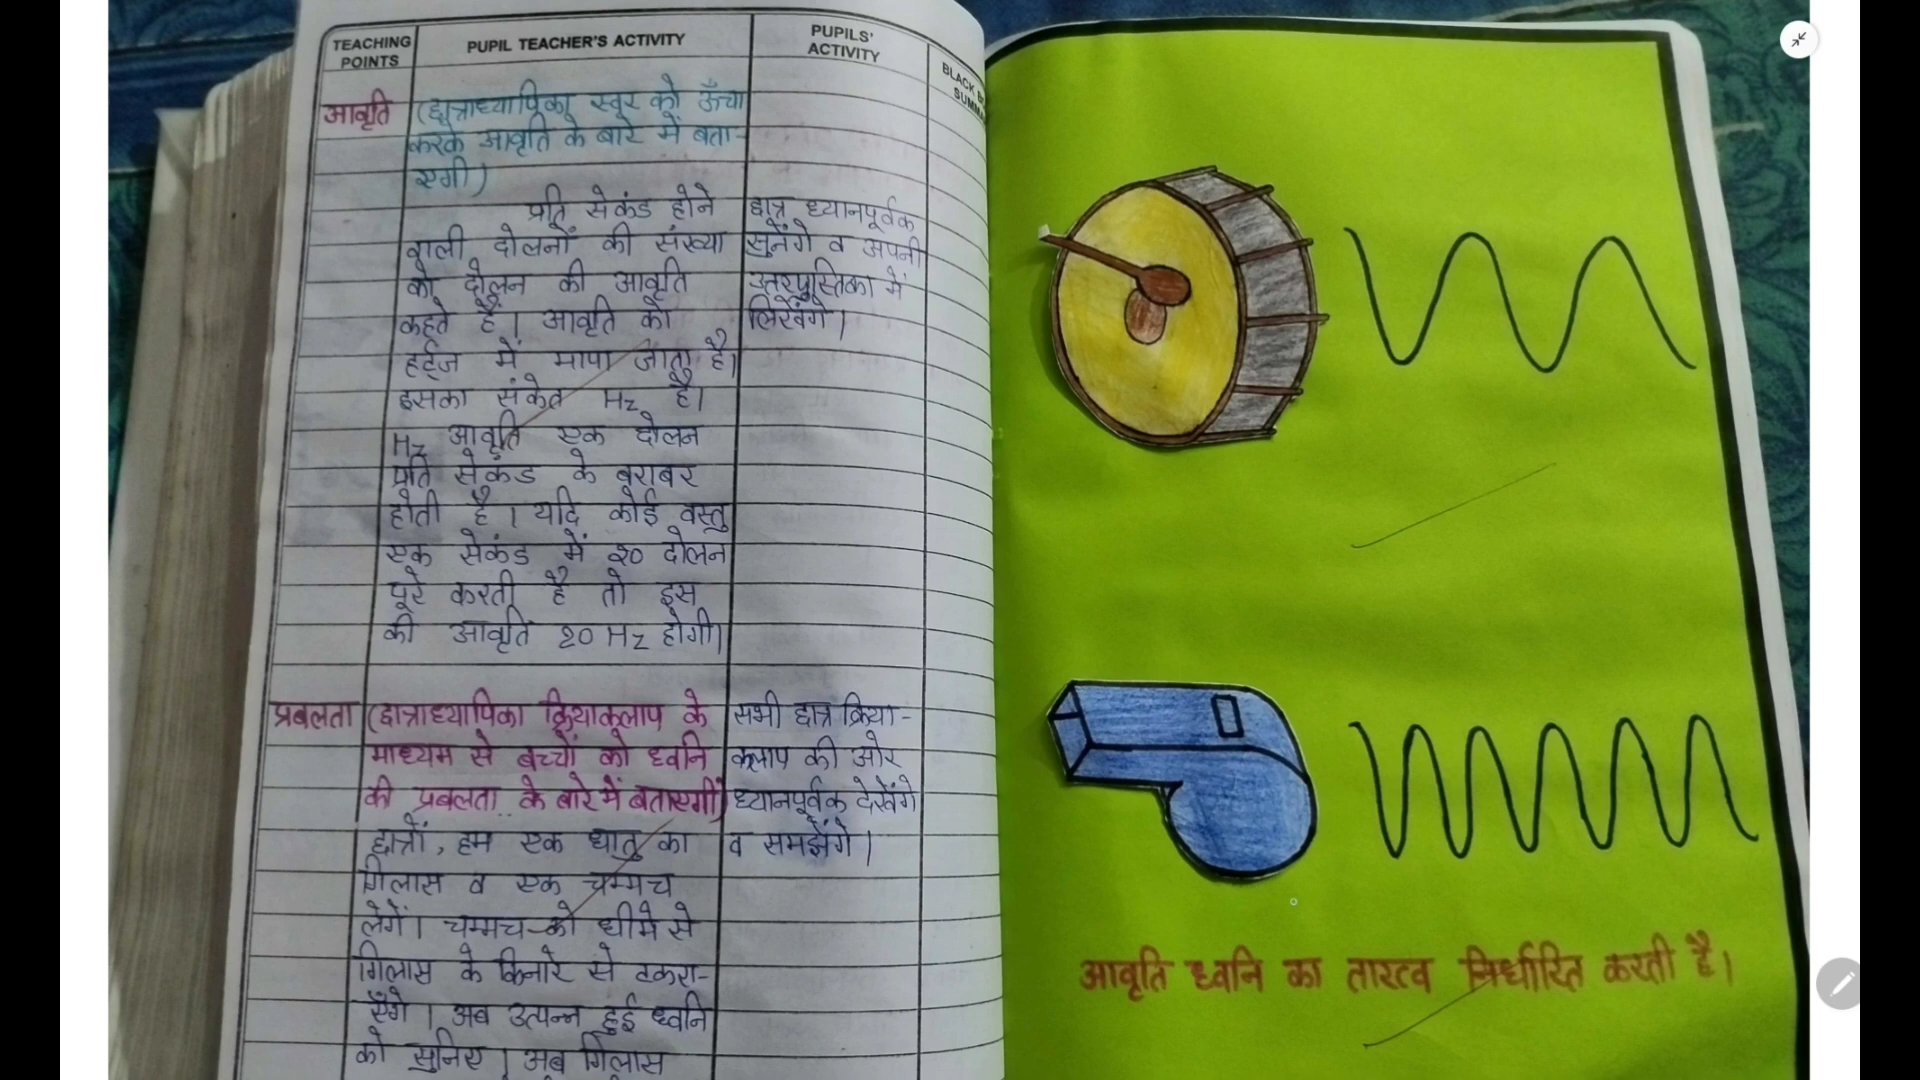 TEACHING POINTS
PUPIL TEACHER'S ACTIVITY
PUPILS' ACTIVITY
BLACK
आवृति
(छात्राध्यापिका स्वर को ऊँचा
करके आवृति के बारे में बता-
एगी)
प्रति सेकंड होने
वाली दोलनों की संख्या
को दोलन की आवृति
कहते है। आवृति को
हर्ट्ज में मापा जाता है।
इसका संकेत Hz है।
Hz आवृति एक दोलन
प्रति सेकंड के बराबर
होती है। यदि कोई वस्तु
एक सेकंड में २० दोलन
पूरे करती है तो इस
की आवृति २० Hz होगी।
छात्र ध्यानपूर्वक
सुनेंगे व अपनी
उत्तरपुस्तिका में
लिखेंगे।
प्रबलता
(छात्राध्यापिका क्रियाकलाप के
माध्यम से बच्चों को ध्वनि
की प्रबलता के बारे में बताएगी)
छात्रों, हम एक धातु का
गिलास व एक चम्मच
लेगें। चम्मच को धीमे से
गिलास के किनारे से टकरा-
एँगे। अब उत्पन्न हुई ध्वनि
को सुनिए। अब गिलास
सभी छात्र क्रिया-
कलाप की ओर
ध्यानपूर्वक देखेंगे
व समझेंगे।
आवृति ध्वनि का तारत्व निर्धारित करती है।